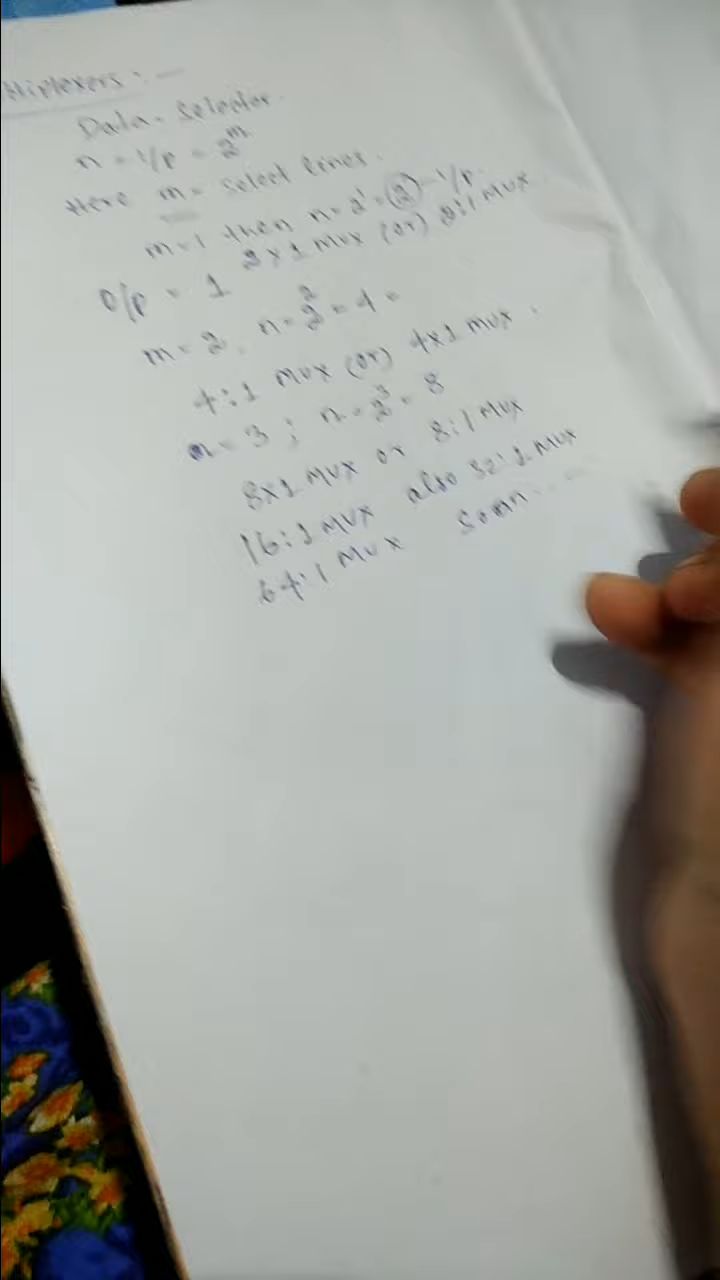 ltiplexers : —
Data - Selector.
n = i/p = 2^m
Here m = Select lines.
m=1 then n = 2^1 = 2 - i/p.
O/p = 1 2x1 MUX (or) 2:1 MUX
m = 2, n = 2^2 = 4 =
4:1 MUX (or) 4x1 MUX.
m = 3 ; n = 2^3 = 8
8x1 MUX or 8:1 MUX
16:1 MUX also 32:1 MUX
64:1 MUX